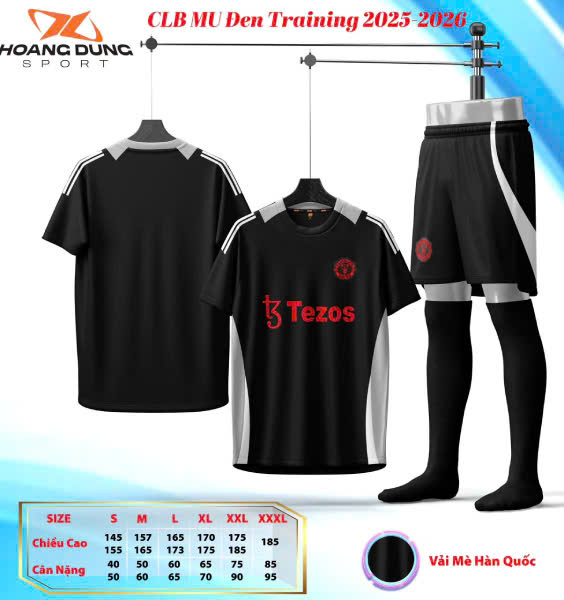 CLB MU Đen Training 2025-2026
HOANG DUNG
SPORT
Tezos
SIZE S M L XL XXL XXXL
Chiều Cao 145 157 165 170 175 185
155 165 173 175 185
Cân Nặng 40 50 60 65 75 85
50 60 65 70 90 95
Vải Mè Hàn Quốc